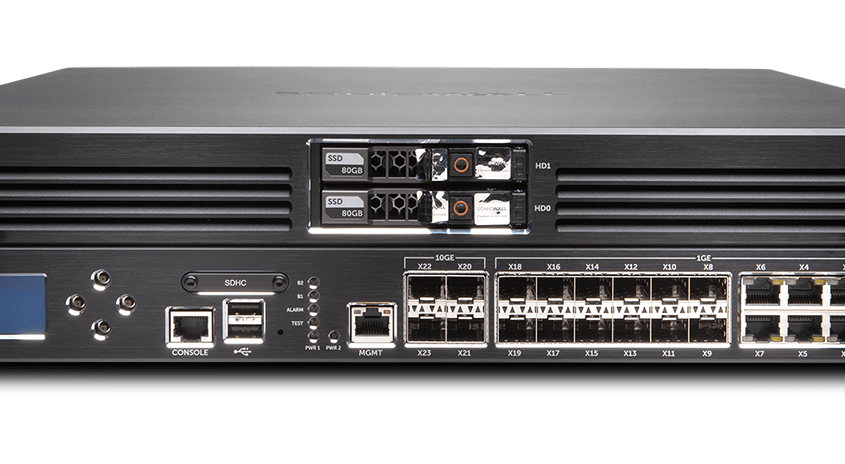 SONICWALL
SSD
80GB
HD1
SSD
80GB
SONICWALL
HD0
10GE
1GE
X22 X20 X18 X16 X14 X12 X10 X8 X6 X4
SDHC
B2
B1
ALARM
TEST
PWR 1 PWR 2
CONSOLE
MGMT
X23 X21 X19 X17 X15 X13 X11 X9 X7 X5